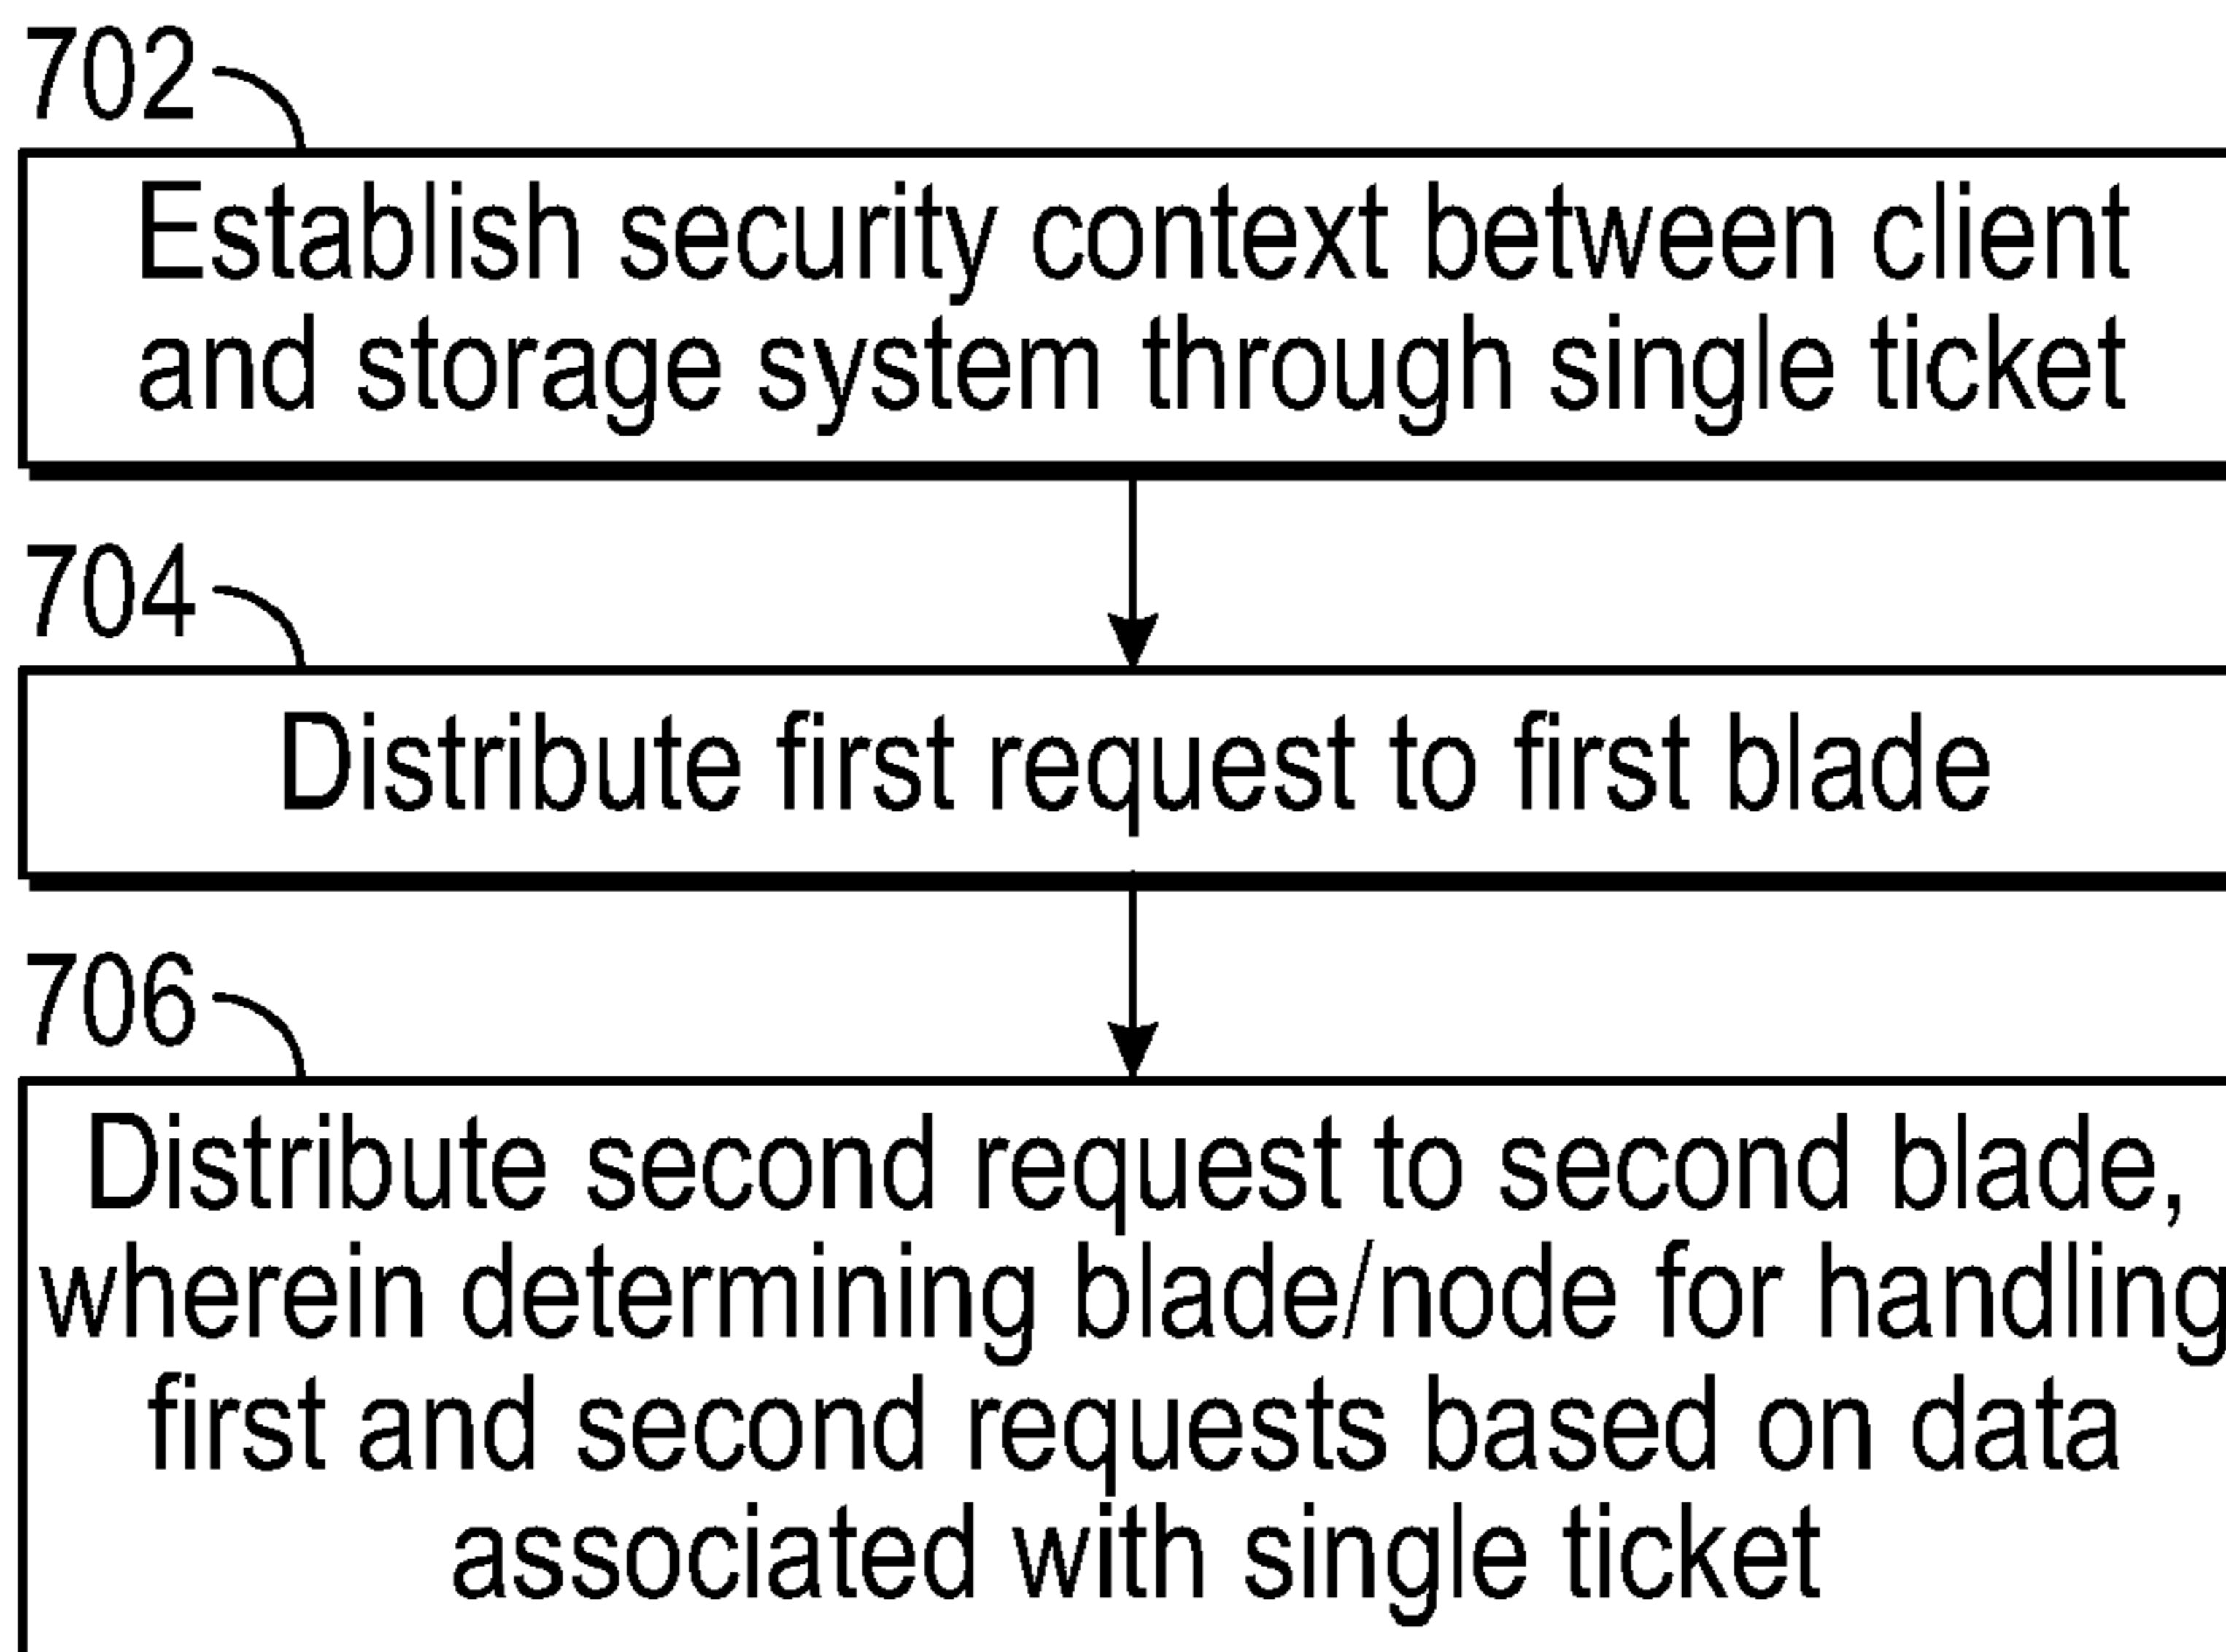 702
Establish security context between client
and storage system through single ticket
704
Distribute first request to first blade
706
Distribute second request to second blade,
wherein determining blade/node for handling
first and second requests based on data
associated with single ticket